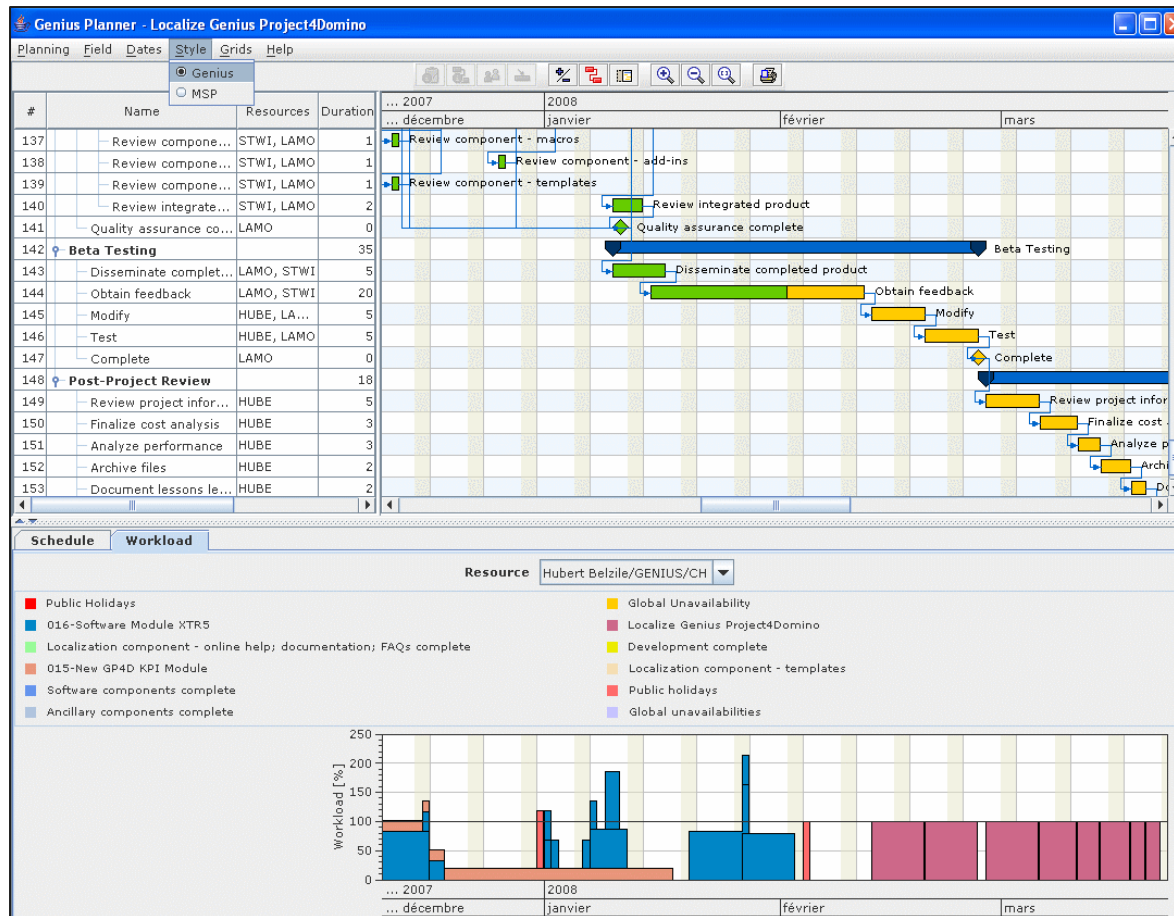 Genius Planner - Localize Genius Project4Domino
Planning Field Dates Style Grids Help
Genius
MSP
# Name Resources Duration
... 2007 2008
... décembre janvier février mars
137 Review compone... STWI, LAMO 1 Review component - macros
138 Review compone... STWI, LAMO 1 Review component - add-ins
139 Review compone... STWI, LAMO 1 Review component - templates
140 Review integrate... STWI, LAMO 2 Review integrated product
141 Quality assurance co... LAMO 0 Quality assurance complete
142 Beta Testing 35 Beta Testing
143 Disseminate complet... LAMO, STWI 5 Disseminate completed product
144 Obtain feedback LAMO, STWI 20 Obtain feedback
145 Modify HUBE, LA... 5 Modify
146 Test HUBE, LAMO 5 Test
147 Complete LAMO 0 Complete
148 Post-Project Review 18
149 Review project infor... HUBE 5 Review project infor
150 Finalize cost analysis HUBE 3 Finalize cost
151 Analyze performance HUBE 3 Analyze p
152 Archive files HUBE 2 Archi
153 Document lessons le... HUBE 2 Do
Schedule Workload
Resource Hubert Belzile/GENIUS/CH
Public Holidays Global Unavailability
016-Software Module XTR5 Localize Genius Project4Domino
Localization component - online help; documentation; FAQs complete Development complete
015-New GP4D KPI Module Localization component - templates
Software components complete Public holidays
Ancillary components complete Global unavailabilities
Workload [%]
250
200
150
100
50
0
... 2007 2008
... décembre janvier février mars